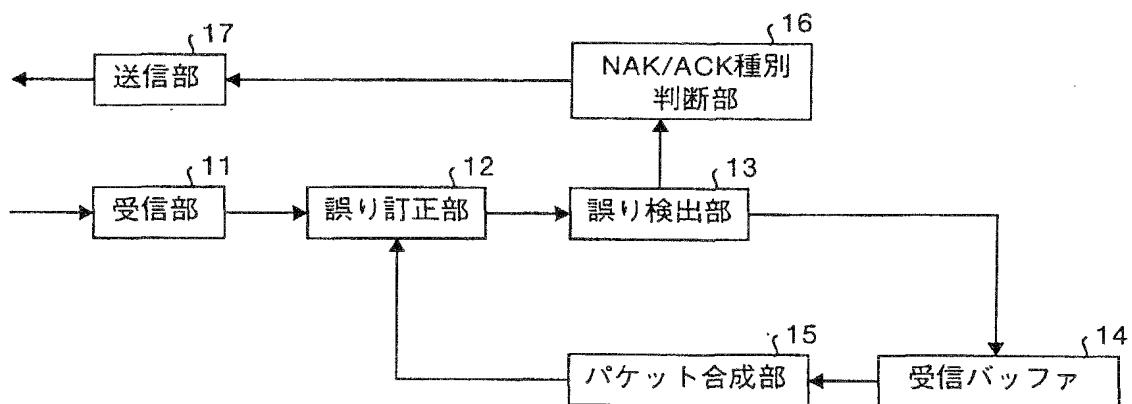 17
送信部
16
NAK/ACK種別
判断部
11
受信部
12
誤り訂正部
13
誤り検出部
15
パケット合成部
14
受信バッファ